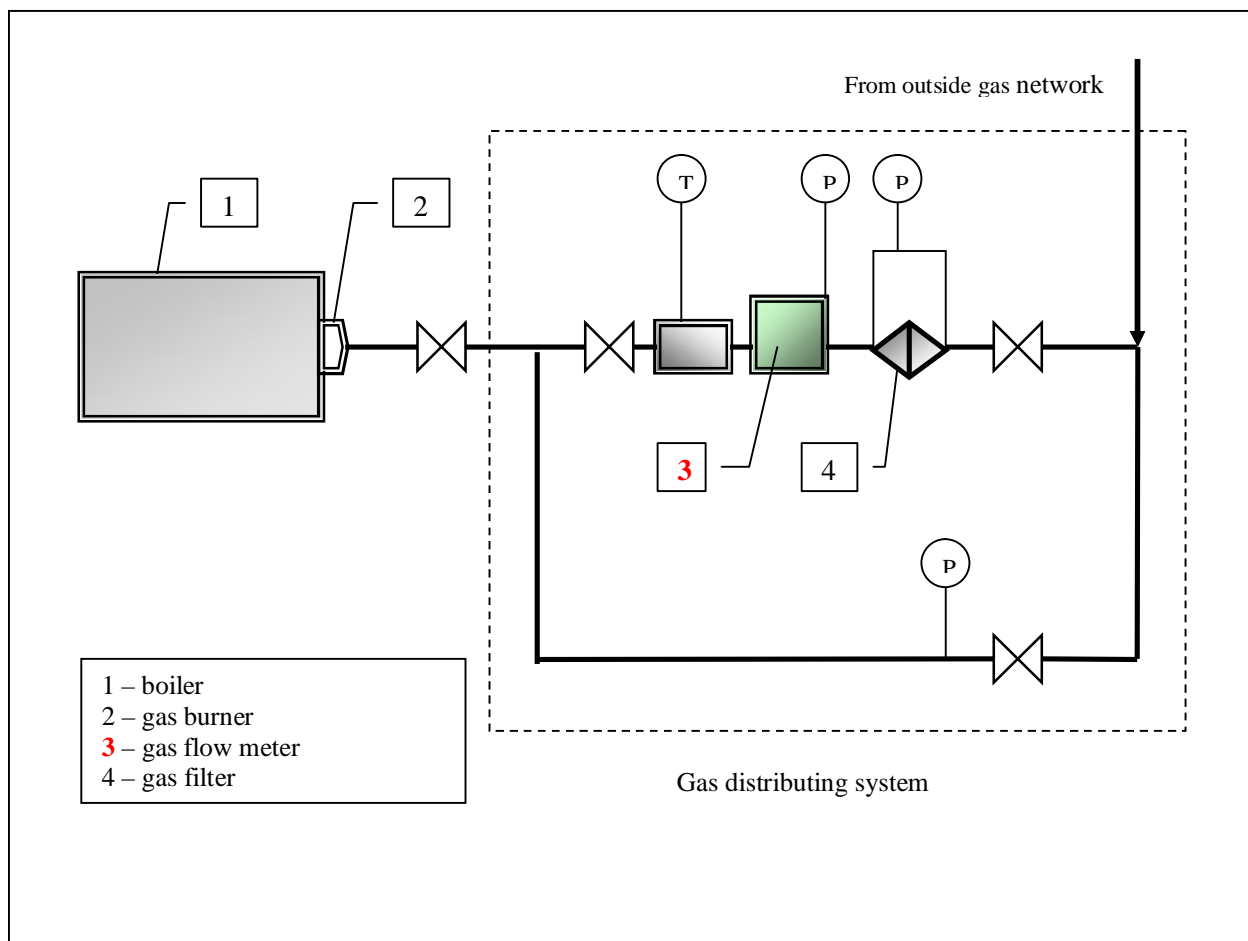 From outside gas network
T
P
P
1
2
3
4
P
1 – boiler
2 – gas burner
3 – gas flow meter
4 – gas filter
Gas distributing system